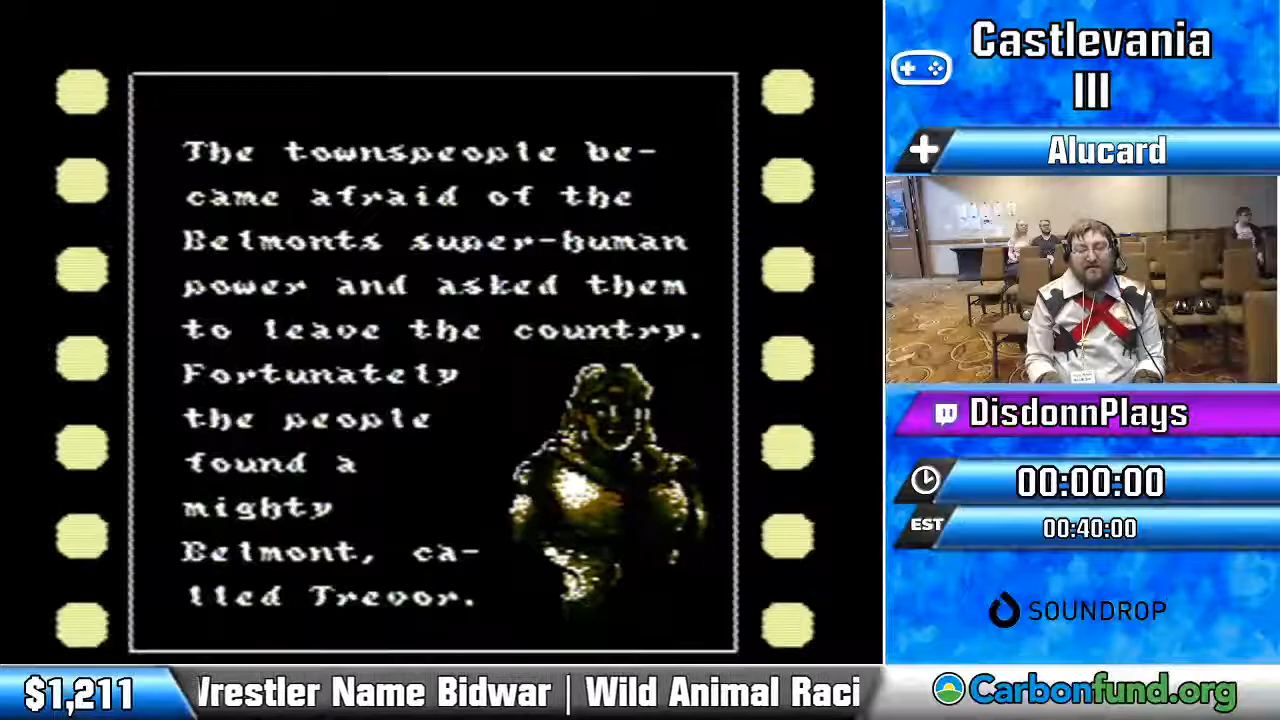 The townspeople be-
came afraid of the
Belmonts super-human
power and asked them
to leave the country.
Fortunately
the people
found a
mighty
Belmont, ca-
lled Trevor.
Castlevania
III
Alucard
DisdonnPlays
00:00:00
EST 00:40:00
SOUNDROP
$1,211
Wrestler Name Bidwar | Wild Animal Raci
Carbonfund.org